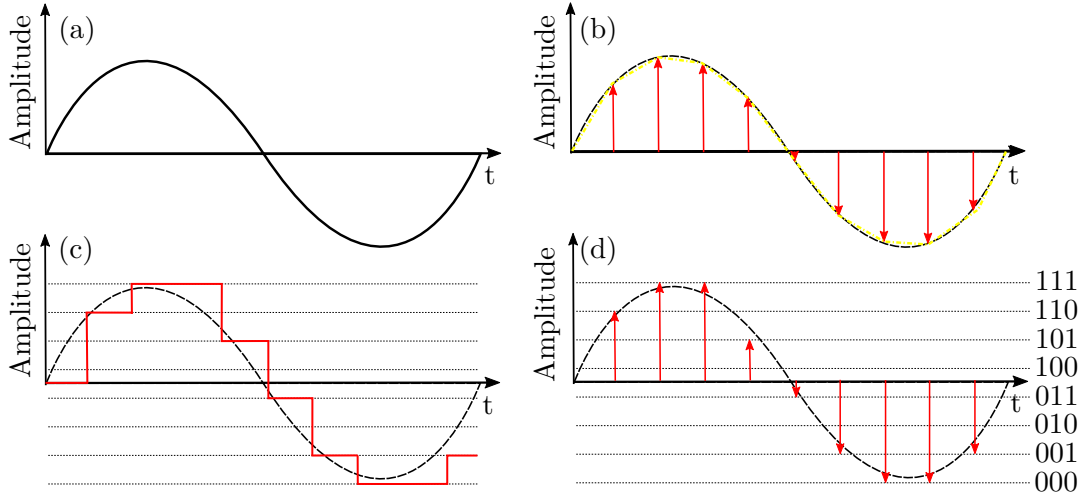 (a)
Amplitude
t
(b)
Amplitude
t
(c)
Amplitude
t
(d)
Amplitude
t
111
110
101
100
011
010
001
000